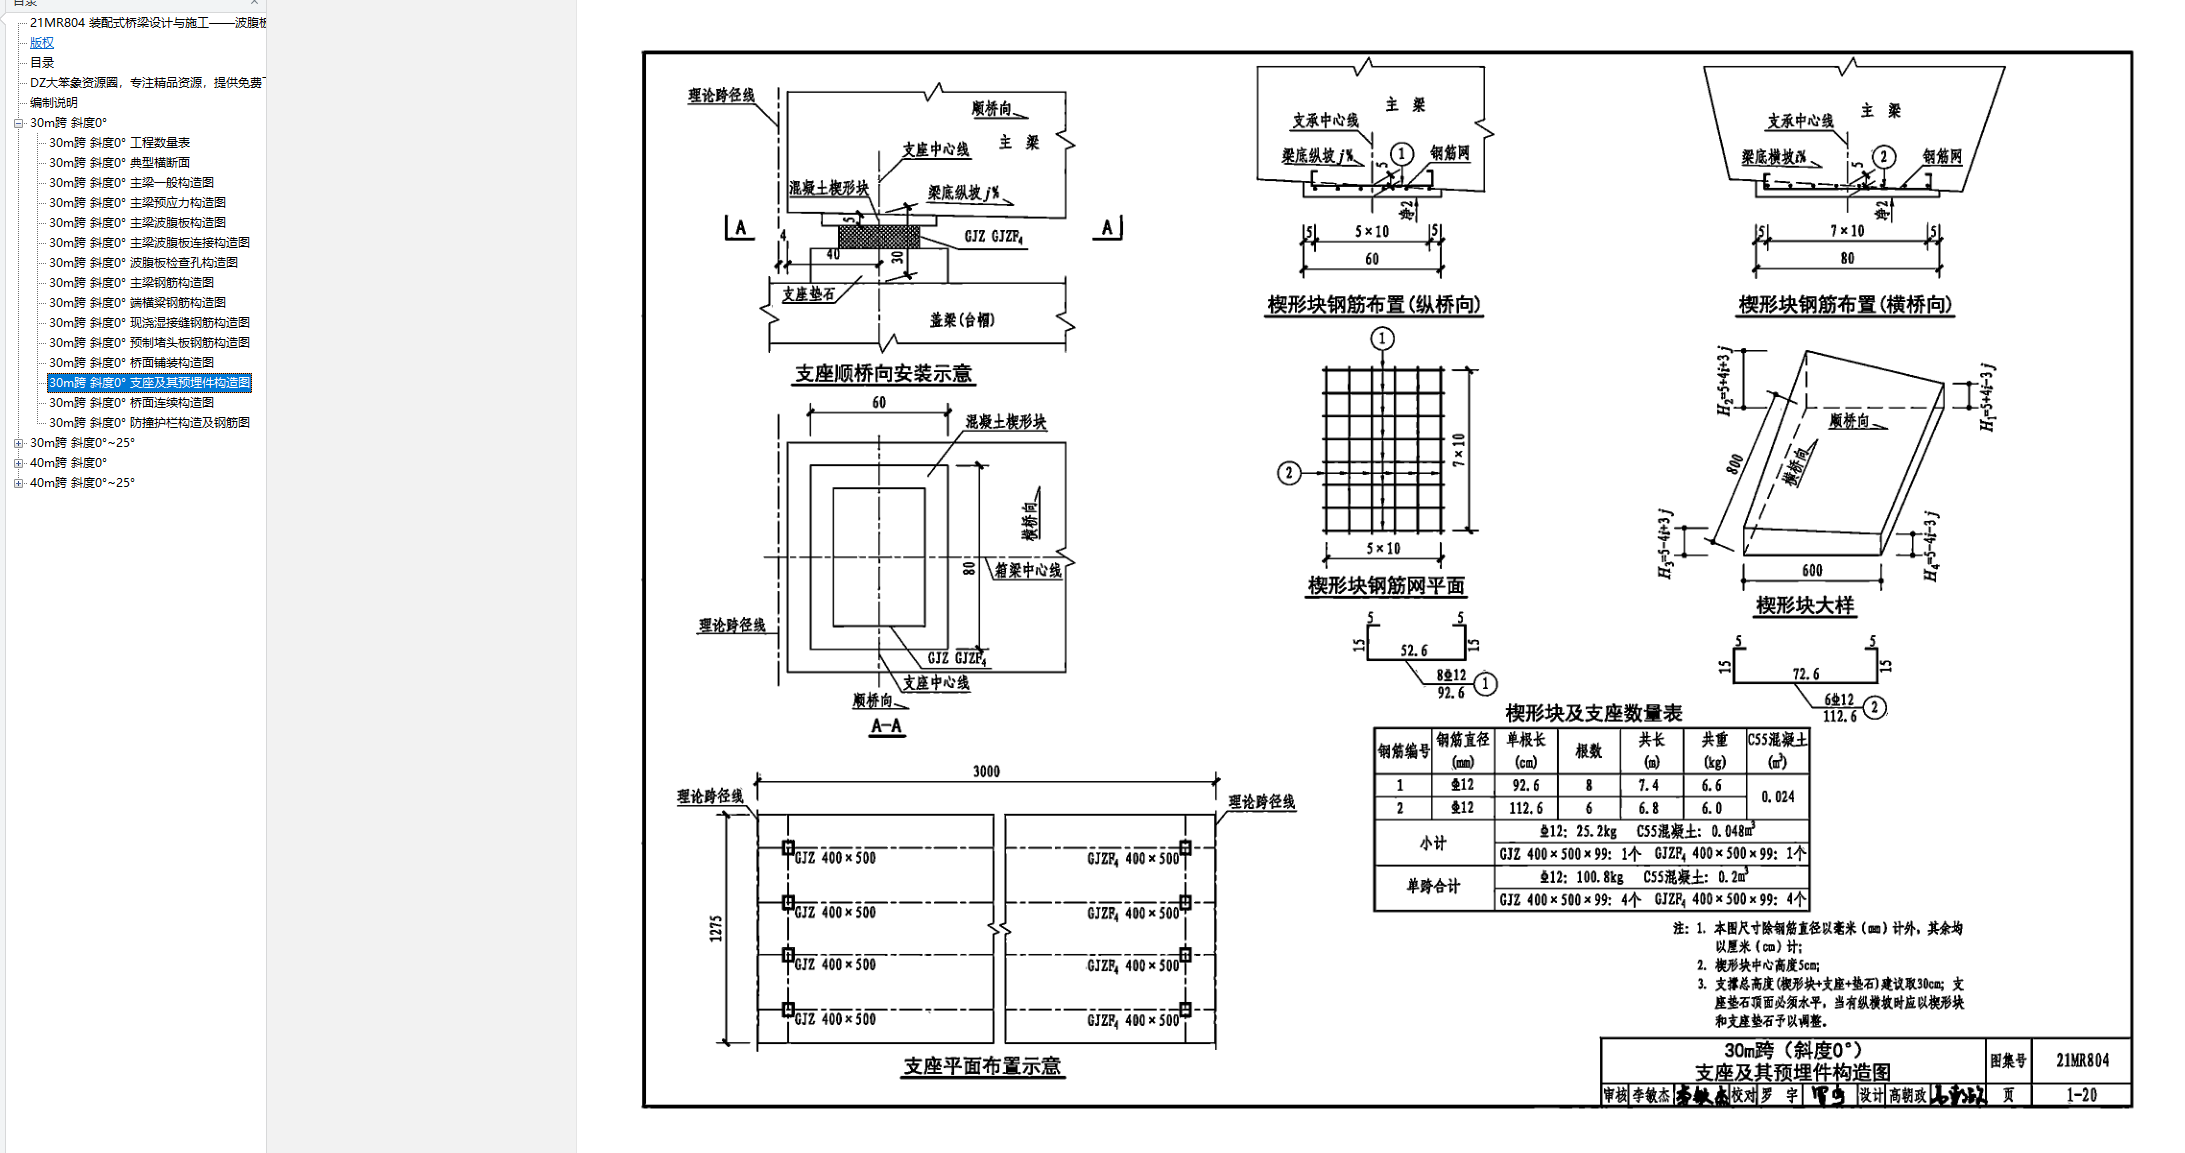 目录
21MR804 装配式桥梁设计与施工——波腹板
版权
目录
DZ大笨象资源圈，专注精品资源，提供免费下
编制说明
30m跨 斜度0°
30m跨 斜度0° 工程数量表
30m跨 斜度0° 典型横断面
30m跨 斜度0° 主梁一般构造图
30m跨 斜度0° 主梁预应力构造图
30m跨 斜度0° 主梁波腹板构造图
30m跨 斜度0° 主梁波腹板连接构造图
30m跨 斜度0° 波腹板检查孔构造图
30m跨 斜度0° 主梁钢筋构造图
30m跨 斜度0° 端横梁钢筋构造图
30m跨 斜度0° 现浇湿接缝钢筋构造图
30m跨 斜度0° 预制堵头板钢筋构造图
30m跨 斜度0° 桥面铺装构造图
30m跨 斜度0° 支座及其预埋件构造图
30m跨 斜度0° 桥面连续构造图
30m跨 斜度0° 防撞护栏构造及钢筋图
30m跨 斜度0°~25°
40m跨 斜度0°
40m跨 斜度0°~25°
理论跨径线
顺桥向
主 梁
支座中心线
混凝土楔形块
梁底纵坡j%
A
A
5
4
GJZ GJZF₄
40
30
支座垫石
盖梁(台帽)
支座顺桥向安装示意
60
混凝土楔形块
横桥向
80
箱梁中心线
理论跨径线
GJZ GJZF₄
支座中心线
顺桥向
A-A
3000
理论跨径线
理论跨径线
1275
GJZ 400×500
GJZF₄ 400×500
GJZ 400×500
GJZF₄ 400×500
GJZ 400×500
GJZF₄ 400×500
GJZ 400×500
GJZF₄ 400×500
支座平面布置示意
主 梁
支承中心线
梁底纵坡j%
5
1
钢筋网
净2
5
5×10
5
60
楔形块钢筋布置(纵桥向)
主 梁
支承中心线
梁底横坡i%
5
2
钢筋网
净2
5
7×10
5
80
楔形块钢筋布置(横桥向)
1
2
7×10
5×10
楔形块钢筋网平面
H₂=5+4i+3j
H₁=5+4i-3j
顺桥向
横桥向
800
H₃=5-4i+3j
H₄=5-4i-3j
600
楔形块大样
5
5
15
52.6
15
8Φ12
92.6
1
5
5
15
72.6
15
6Φ12
112.6
2
楔形块及支座数量表
钢筋编号 钢筋直径(mm) 单根长(cm) 根数 共长(m) 共重(kg) C55混凝土(m³)
1 Φ12 92.6 8 7.4 6.6 0.024
2 Φ12 112.6 6 6.8 6.0
小计 Φ12: 25.2kg C55混凝土: 0.048m³
GJZ 400×500×99: 1个 GJZF₄ 400×500×99: 1个
单跨合计 Φ12: 100.8kg C55混凝土: 0.2m³
GJZ 400×500×99: 4个 GJZF₄ 400×500×99: 4个
注: 1. 本图尺寸除钢筋直径以毫米(mm)计外，其余均
以厘米(cm)计;
2. 楔形块中心高度5cm;
3. 支撑总高度(楔形块+支座+垫石)建议取30cm; 支
座垫石顶面必须水平，当有纵横坡时应以楔形块
和支座垫石予以调整。
30m跨（斜度0°）
支座及其预埋件构造图
图集号 21MR804
审核 李敏杰 校对 罗 宇 设计 高朝政 页 1-20